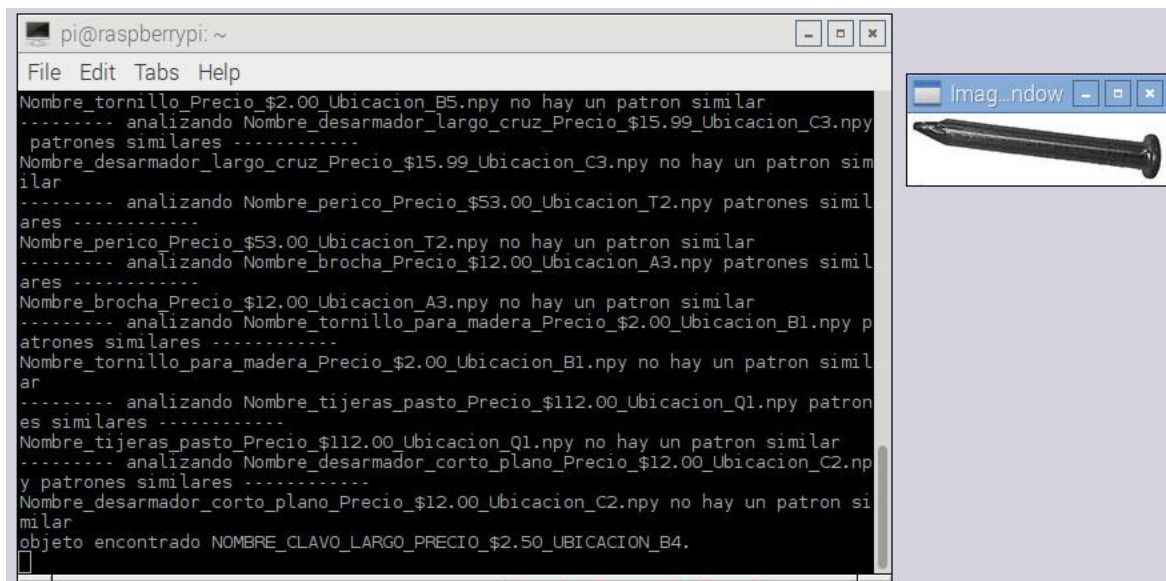 pi@raspberrypi: ~
File Edit Tabs Help
Nombre_tornillo_Precio_$2.00_Ubicacion_B5.npy no hay un patron similar
--------- analizando Nombre_desarmador_largo_cruz_Precio_$15.99_Ubicacion_C3.npy
 patrones similares ------------
Nombre_desarmador_largo_cruz_Precio_$15.99_Ubicacion_C3.npy no hay un patron sim
ilar
--------- analizando Nombre_perico_Precio_$53.00_Ubicacion_T2.npy patrones simil
ares ------------
Nombre_perico_Precio_$53.00_Ubicacion_T2.npy no hay un patron similar
--------- analizando Nombre_brocha_Precio_$12.00_Ubicacion_A3.npy patrones simil
ares ------------
Nombre_brocha_Precio_$12.00_Ubicacion_A3.npy no hay un patron similar
--------- analizando Nombre_tornillo_para_madera_Precio_$2.00_Ubicacion_B1.npy p
atrones similares ------------
Nombre_tornillo_para_madera_Precio_$2.00_Ubicacion_B1.npy no hay un patron simil
ar
--------- analizando Nombre_tijeras_pasto_Precio_$112.00_Ubicacion_Q1.npy patron
es similares ------------
Nombre_tijeras_pasto_Precio_$112.00_Ubicacion_Q1.npy no hay un patron similar
--------- analizando Nombre_desarmador_corto_plano_Precio_$12.00_Ubicacion_C2.np
y patrones similares ------------
Nombre_desarmador_corto_plano_Precio_$12.00_Ubicacion_C2.npy no hay un patron si
milar
objeto encontrado NOMBRE_CLAVO_LARGO_PRECIO_$2.50_UBICACION_B4.
Imag...ndow